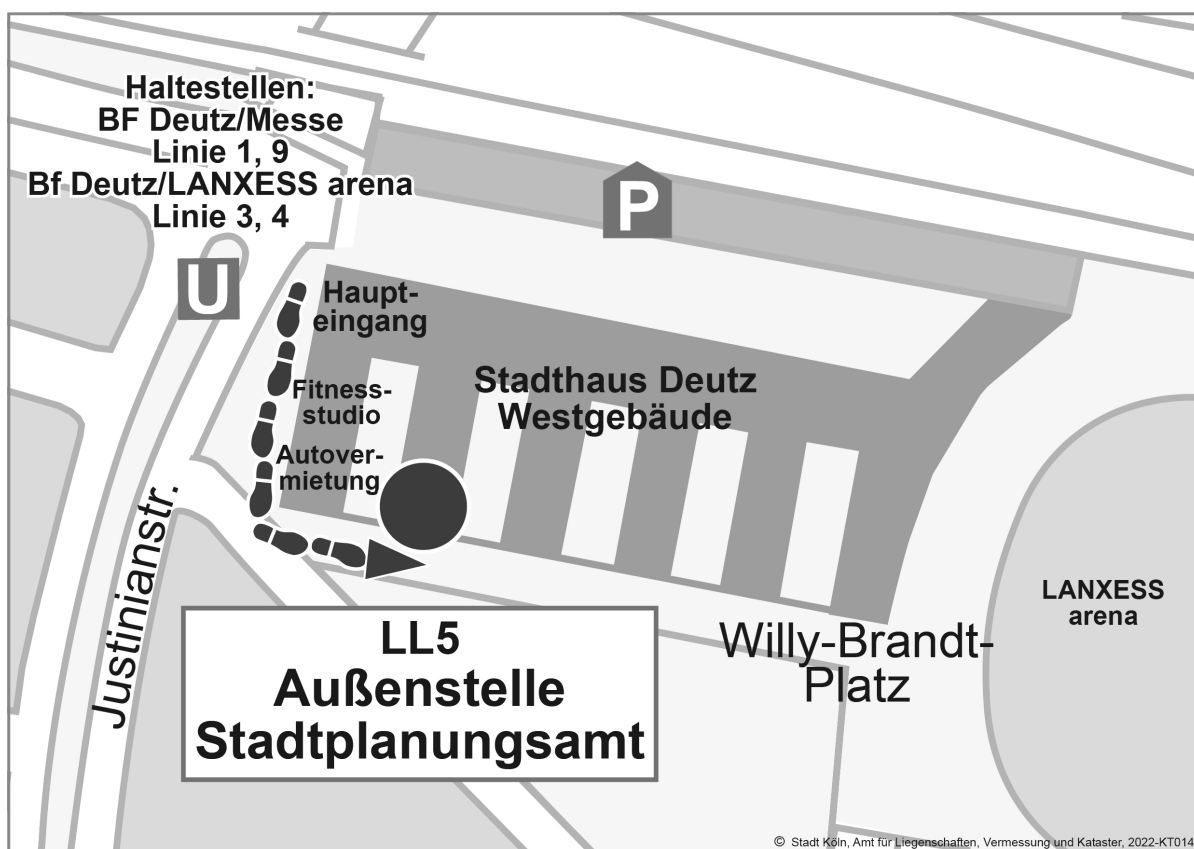 Haltestellen:
BF Deutz/Messe
Linie 1, 9
Bf Deutz/LANXESS arena
Linie 3, 4
P
U
Haupt-
eingang
Fitness-
studio
Autover-
mietung
Stadthaus Deutz
Westgebäude
Justinianstr.
LANXESS
arena
Willy-Brandt-
Platz
LL5
Außenstelle
Stadtplanungsamt
© Stadt Köln, Amt für Liegenschaften, Vermessung und Kataster, 2022-KT014